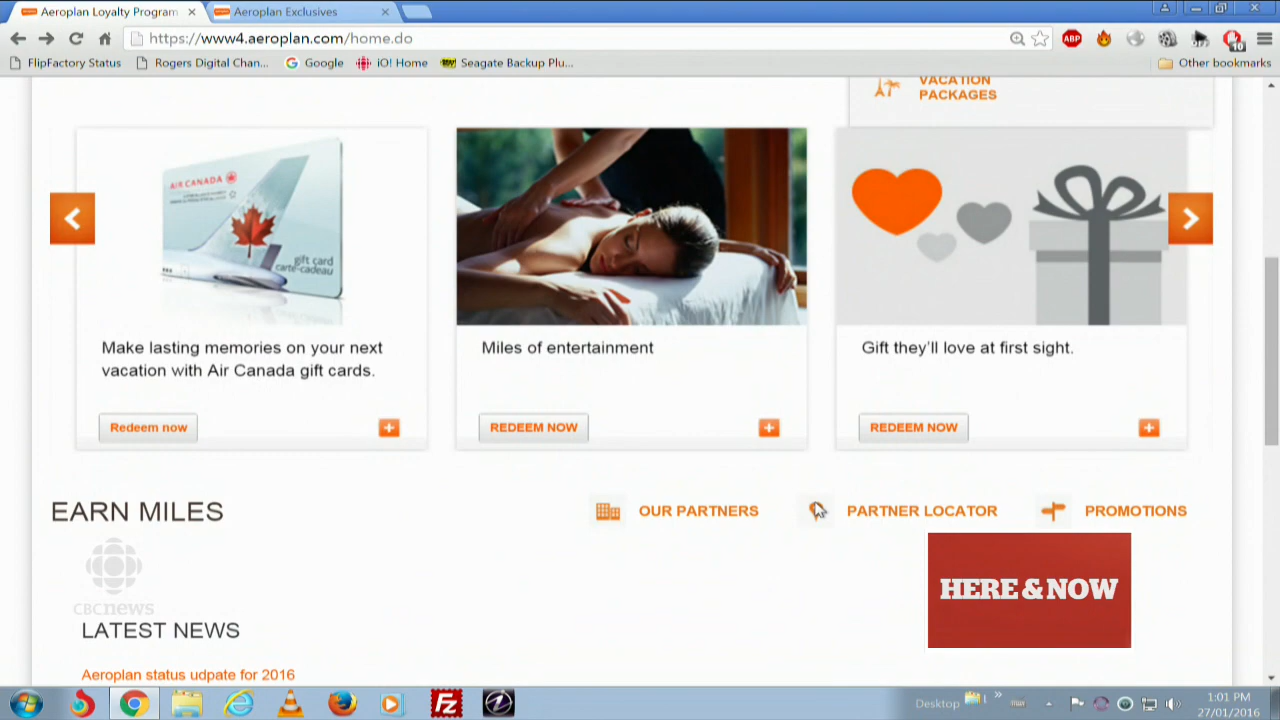 Aeroplan Loyalty Program
Aeroplan Exclusives
https://www4.aeroplan.com/home.do
ABP
10
FlipFactory Status
Rogers Digital Chan...
Google
iO! Home
Seagate Backup Plu...
Other bookmarks
VACATION
PACKAGES
AIR CANADA
gift card
carte-cadeau
Make lasting memories on your next
vacation with Air Canada gift cards.
Redeem now
Miles of entertainment
REDEEM NOW
Gift they'll love at first sight.
REDEEM NOW
EARN MILES
OUR PARTNERS
PARTNER LOCATOR
PROMOTIONS
CBCnews
HERE & NOW
LATEST NEWS
Aeroplan status udpate for 2016
Desktop
1:01 PM
27/01/2016